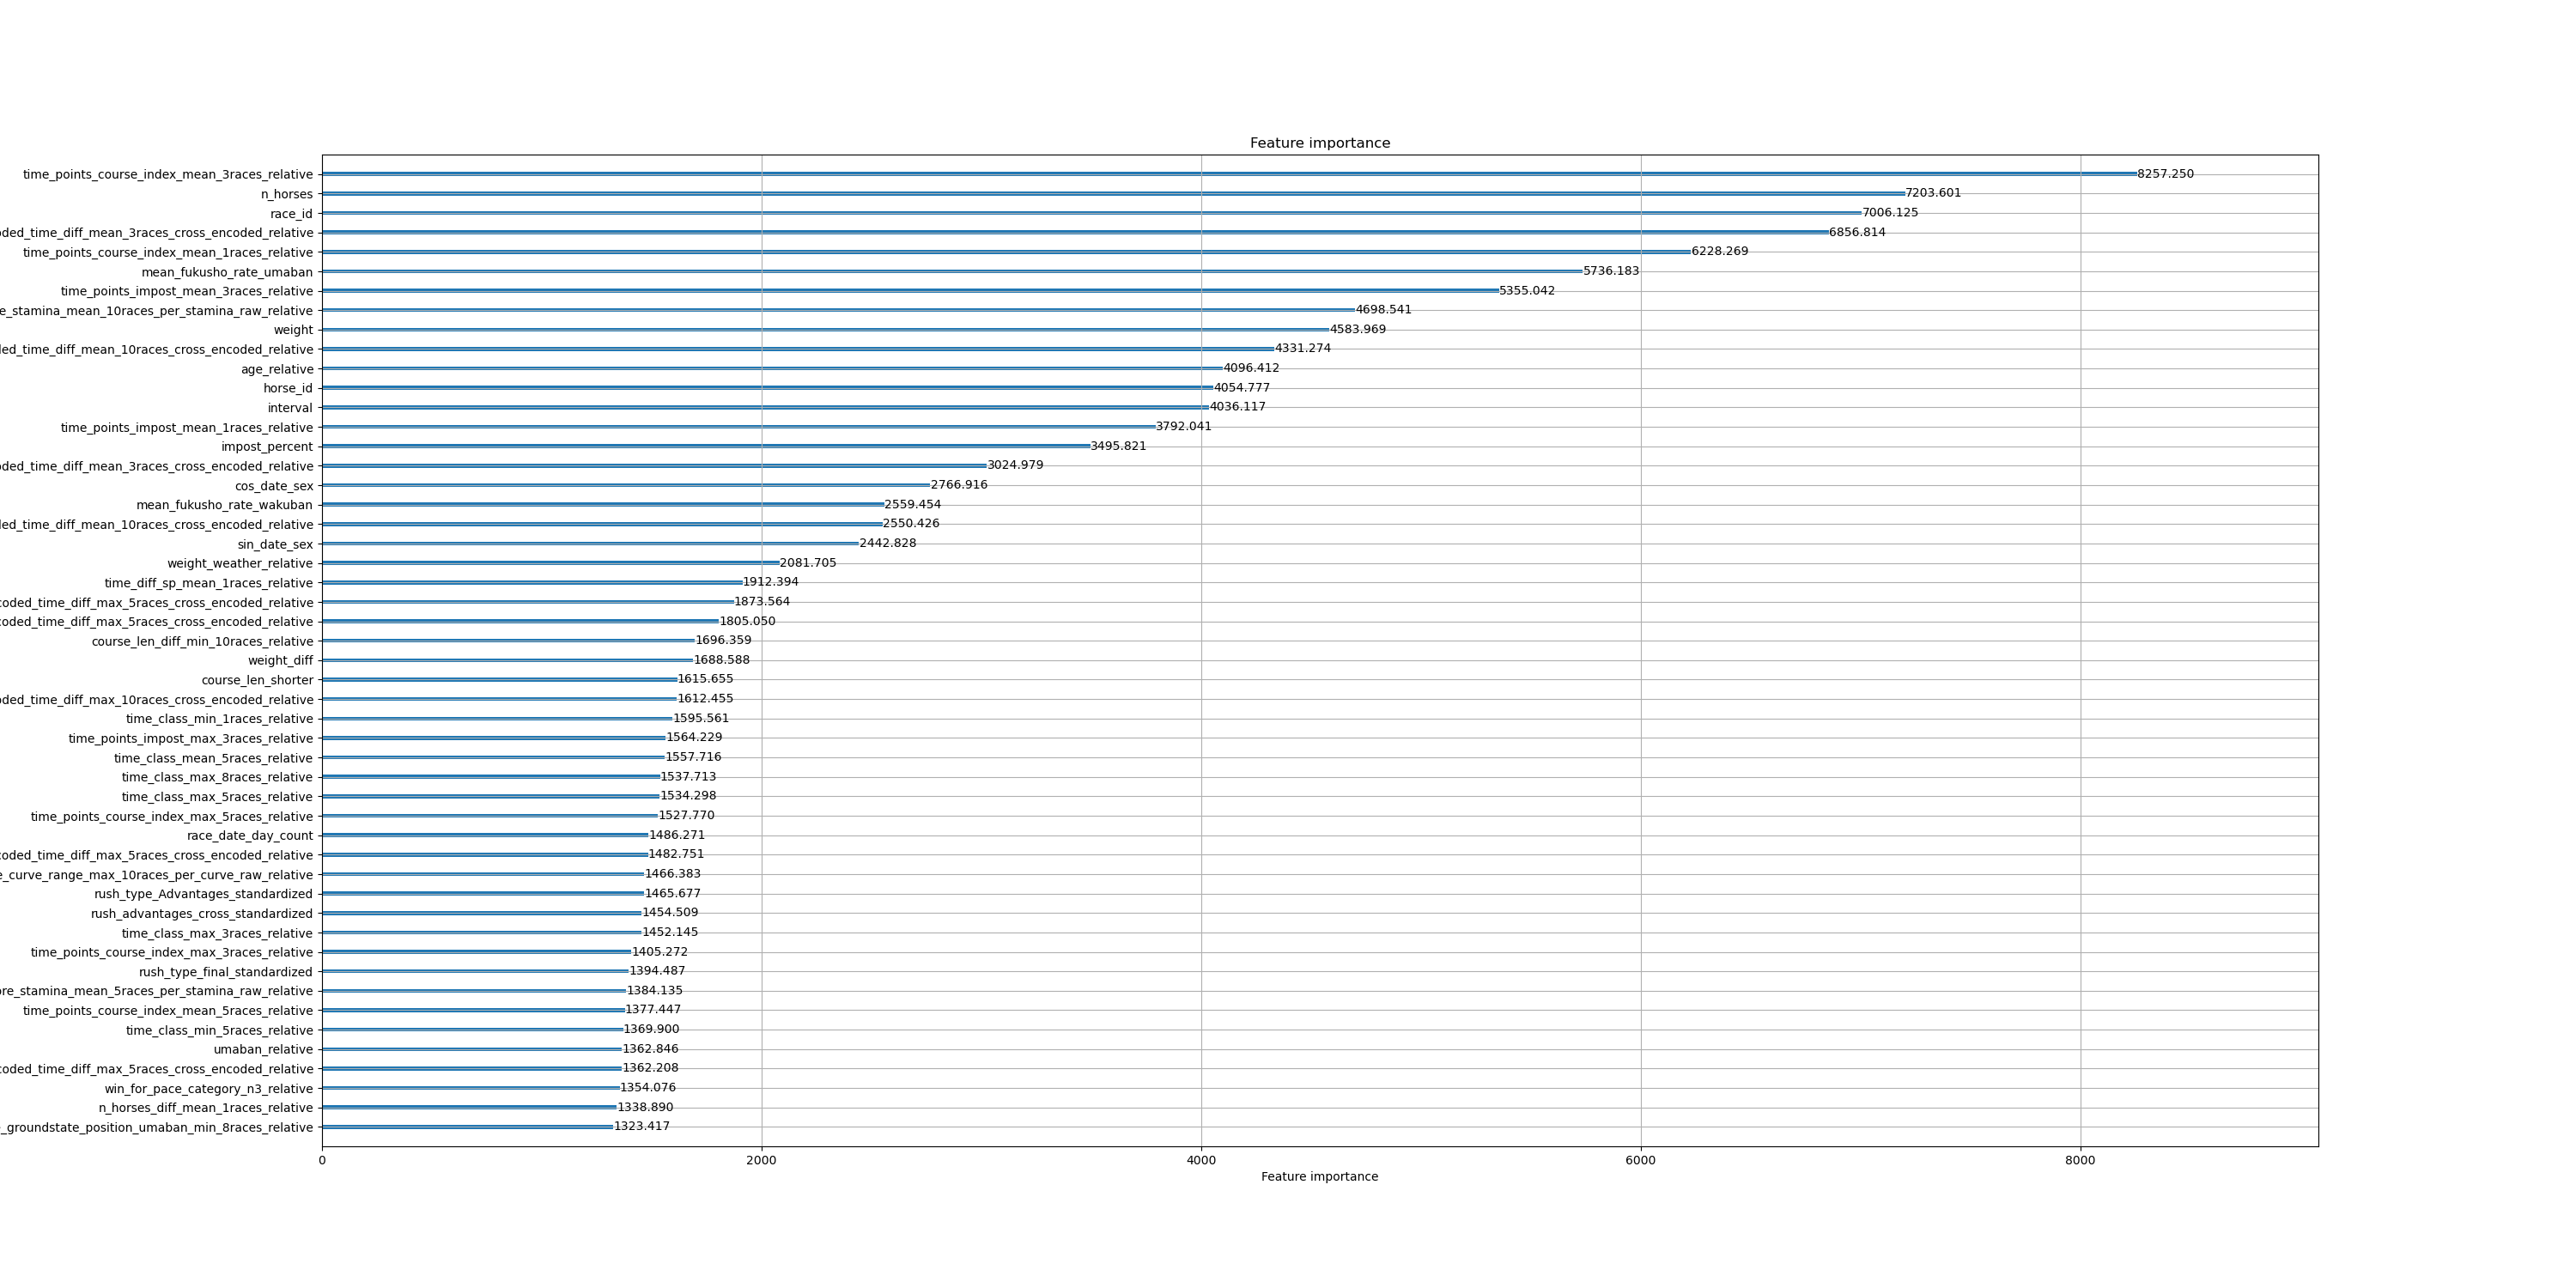 Feature importance
time_points_course_index_mean_3races_relative 8257.250
n_horses 7203.601
race_id 7006.125
ded_time_diff_mean_3races_cross_encoded_relative 6856.814
time_points_course_index_mean_1races_relative 6228.269
mean_fukusho_rate_umaban 5736.183
time_points_impost_mean_3races_relative 5355.042
e_stamina_mean_10races_per_stamina_raw_relative 4698.541
weight 4583.969
led_time_diff_mean_10races_cross_encoded_relative 4331.274
age_relative 4096.412
horse_id 4054.777
interval 4036.117
time_points_impost_mean_1races_relative 3792.041
impost_percent 3495.821
ded_time_diff_mean_3races_cross_encoded_relative 3024.979
cos_date_sex 2766.916
mean_fukusho_rate_wakuban 2559.454
led_time_diff_mean_10races_cross_encoded_relative 2550.426
sin_date_sex 2442.828
weight_weather_relative 2081.705
time_diff_sp_mean_1races_relative 1912.394
coded_time_diff_max_5races_cross_encoded_relative 1873.564
coded_time_diff_max_5races_cross_encoded_relative 1805.050
course_len_diff_min_10races_relative 1696.359
weight_diff 1688.588
course_len_shorter 1615.655
ded_time_diff_max_10races_cross_encoded_relative 1612.455
time_class_min_1races_relative 1595.561
time_points_impost_max_3races_relative 1564.229
time_class_mean_5races_relative 1557.716
time_class_max_8races_relative 1537.713
time_class_max_5races_relative 1534.298
time_points_course_index_max_5races_relative 1527.770
race_date_day_count 1486.271
coded_time_diff_max_5races_cross_encoded_relative 1482.751
e_curve_range_max_10races_per_curve_raw_relative 1466.383
rush_type_Advantages_standardized 1465.677
rush_advantages_cross_standardized 1454.509
time_class_max_3races_relative 1452.145
time_points_course_index_max_3races_relative 1405.272
rush_type_final_standardized 1394.487
re_stamina_mean_5races_per_stamina_raw_relative 1384.135
time_points_course_index_mean_5races_relative 1377.447
time_class_min_5races_relative 1369.900
umaban_relative 1362.846
coded_time_diff_max_5races_cross_encoded_relative 1362.208
win_for_pace_category_n3_relative 1354.076
n_horses_diff_mean_1races_relative 1338.890
_groundstate_position_umaban_min_8races_relative 1323.417
0 2000 4000 6000 8000
Feature importance